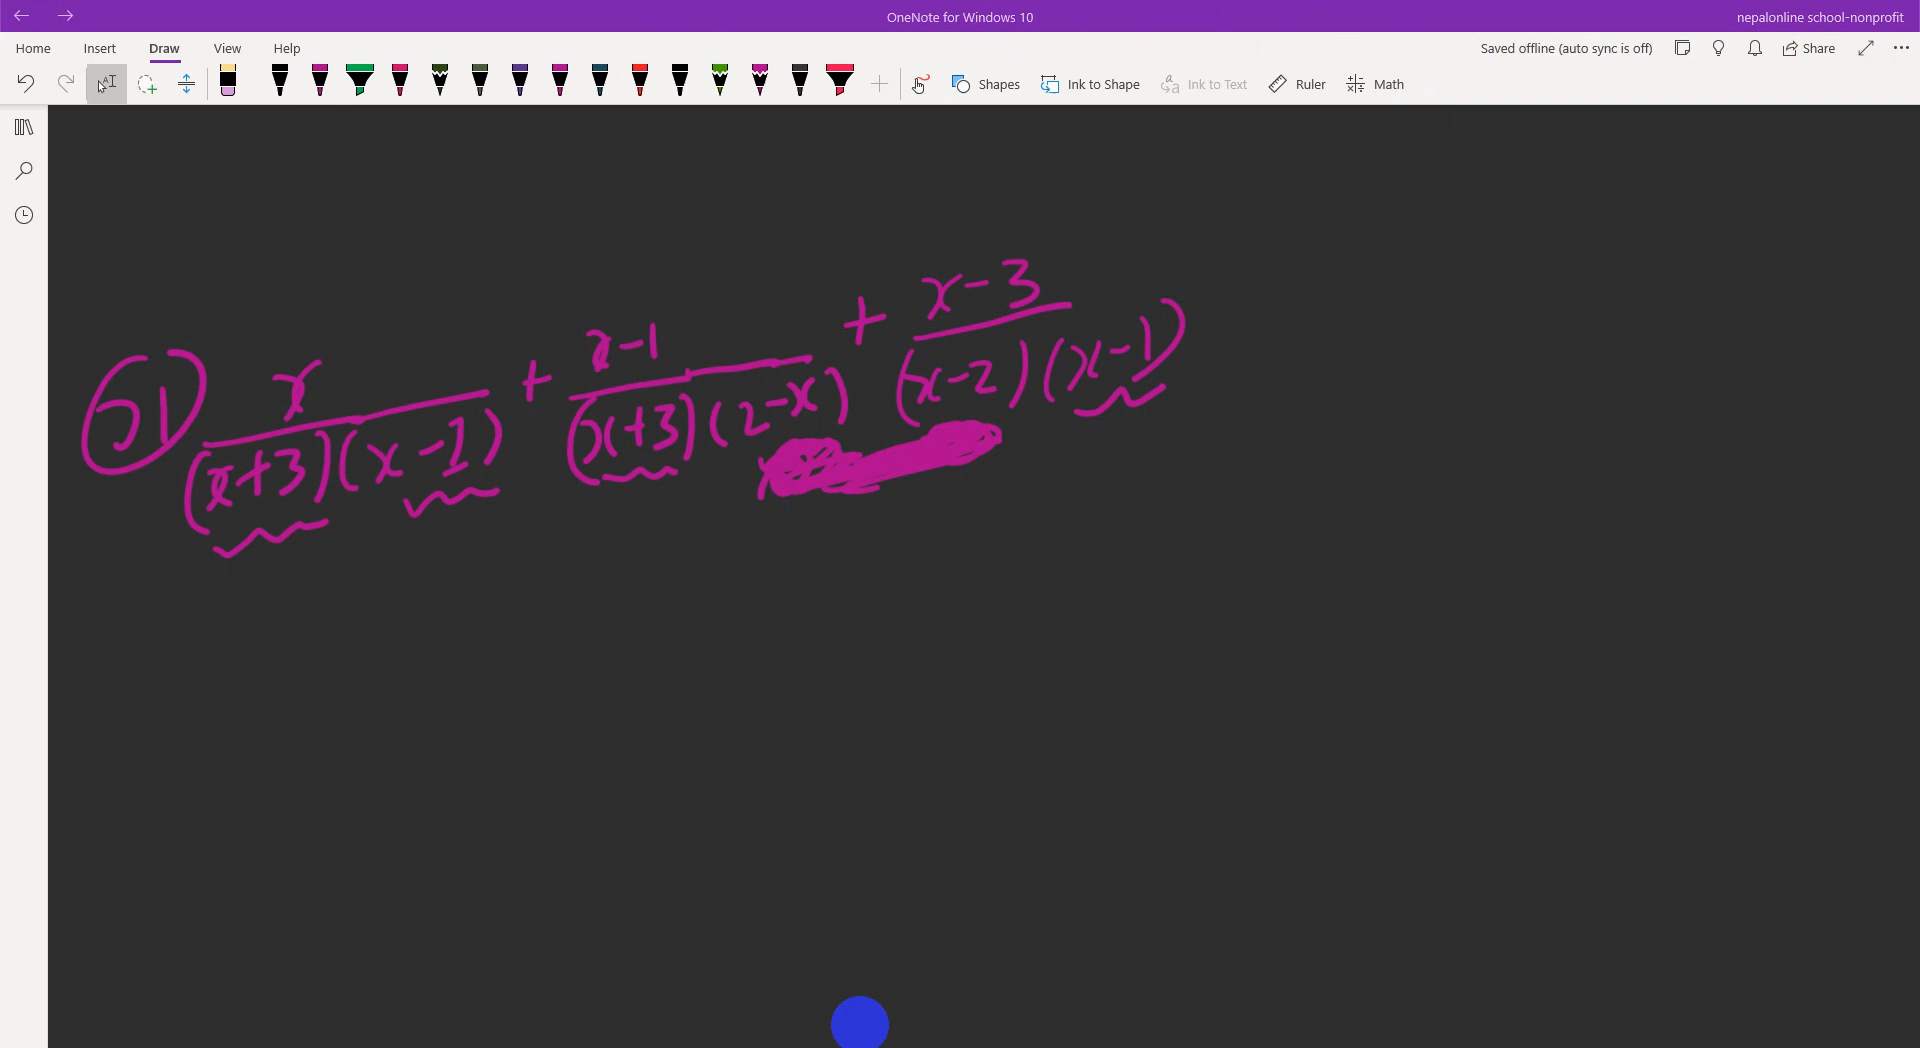 OneNote for Windows 10
nepalonline school-nonprofit
Home Insert Draw View Help
Saved offline (auto sync is off) Share
Shapes Ink to Shape Ink to Text Ruler Math
x/((x+3)(x-1)) + (x-1)/((x+3)(2-x)) + (x-3)/((x-2)(x-1))